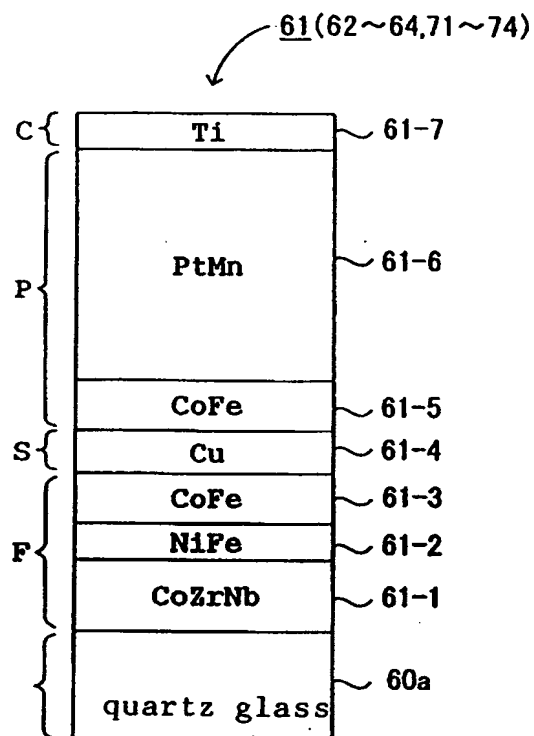 61(62～64,71～74)
C { Ti 61-7
P { PtMn 61-6
CoFe 61-5
S { Cu 61-4
F { CoFe 61-3
NiFe 61-2
CoZrNb 61-1
{ quartz glass 60a